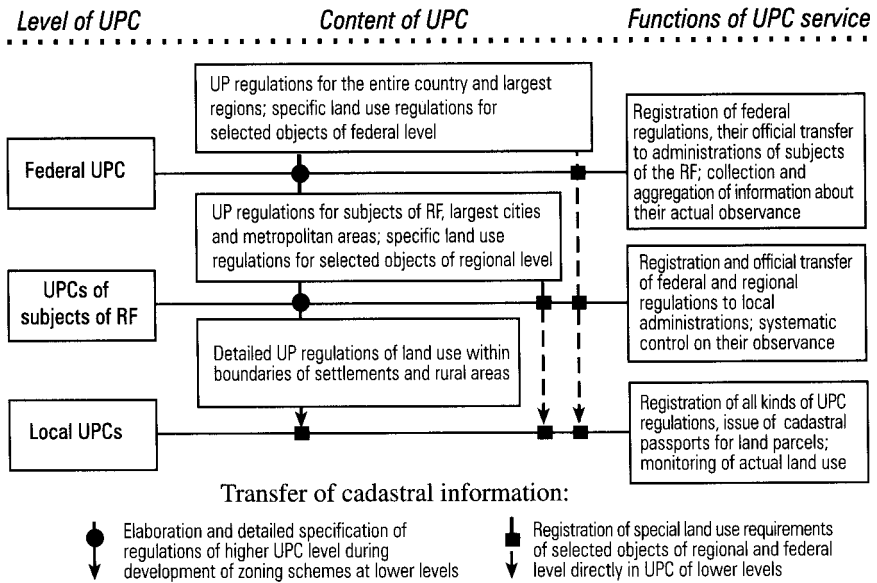 Level of UPC
Content of UPC
Functions of UPC service
UP regulations for the entire country and largest
regions; specific land use regulations for
selected objects of federal level
Federal UPC
Registration of federal
regulations, their official transfer
to administrations of subjects
of the RF; collection and
aggregation of information about
their actual observance
UP regulations for subjects of RF, largest cities
and metropolitan areas; specific land use
regulations for selected objects of regional level
UPCs of
subjects of RF
Registration and official transfer
of federal and regional
regulations to local
administrations; systematic
control on their observance
Detailed UP regulations of land use within
boundaries of settlements and rural areas
Local UPCs
Registration of all kinds of UPC
regulations, issue of cadastral
passports for land parcels;
monitoring of actual land use
Transfer of cadastral information:
Elaboration and detailed specification of
regulations of higher UPC level during
development of zoning schemes at lower levels
Registration of special land use requirements
of selected objects of regional and federal
level directly in UPC of lower levels